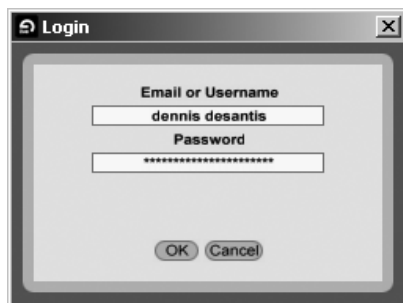 Login
Email or Username
dennis desantis
Password
**********************
OK Cancel